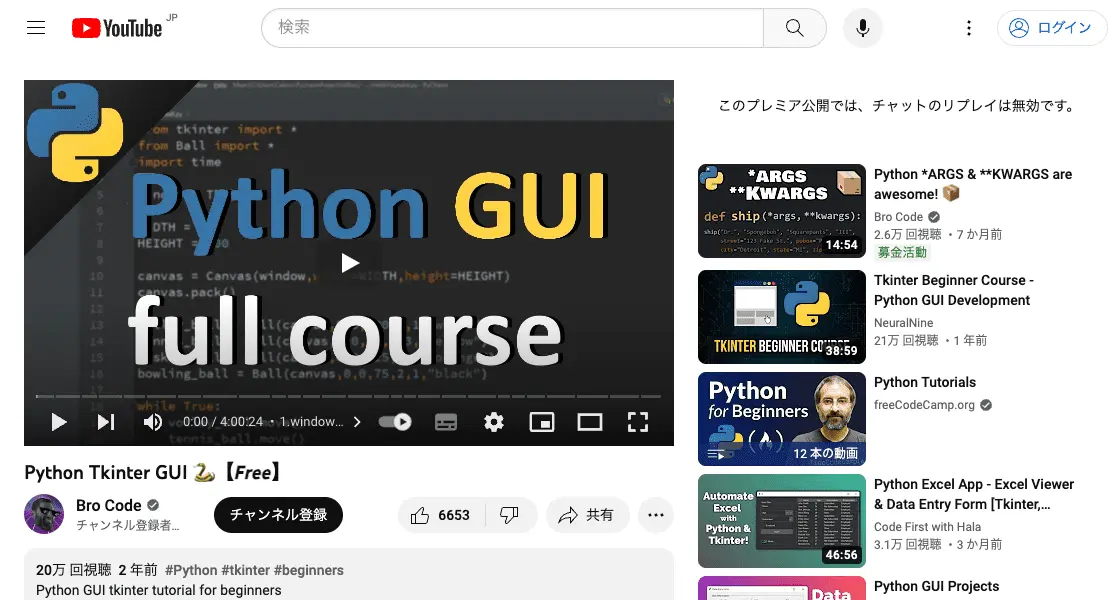 YouTube JP
検索
ログイン
from tkinter import *
from Ball import *
import time
Python GUI
full course
HEIGHT =
canvas = Canvas(window, WIDTH,height=HEIGHT)
canvas.pack()
bowling_ball = Ball(canvas,0,0,75,2,1,"black")
while True:
tennis_ball.move()
0:00 / 4:00:24 • 1.window...
Python Tkinter GUI 🐍【Free】
Bro Code
チャンネル登録者...
チャンネル登録
6653
共有
20万 回視聴 2 年前 #Python #tkinter #beginners
Python GUI tkinter tutorial for beginners
このプレミア公開では、チャットのリプレイは無効です。
*ARGS
**KWARGS
def ship(*args,**kwargs):
14:54
Python *ARGS & **KWARGS are
awesome! 📦
Bro Code
2.6万 回視聴 ・7 か月前
募金活動
TKINTER BEGINNER COURSE
38:59
Tkinter Beginner Course -
Python GUI Development
NeuralNine
21万 回視聴 ・1 年前
Python
for Beginners
12 本の動画
Python Tutorials
freeCodeCamp.org
Automate
Excel
with
Python &
Tkinter!
46:56
Python Excel App - Excel Viewer
& Data Entry Form [Tkinter,...
Code First with Hala
3.1万 回視聴 ・3 か月前
Data
Python GUI Projects